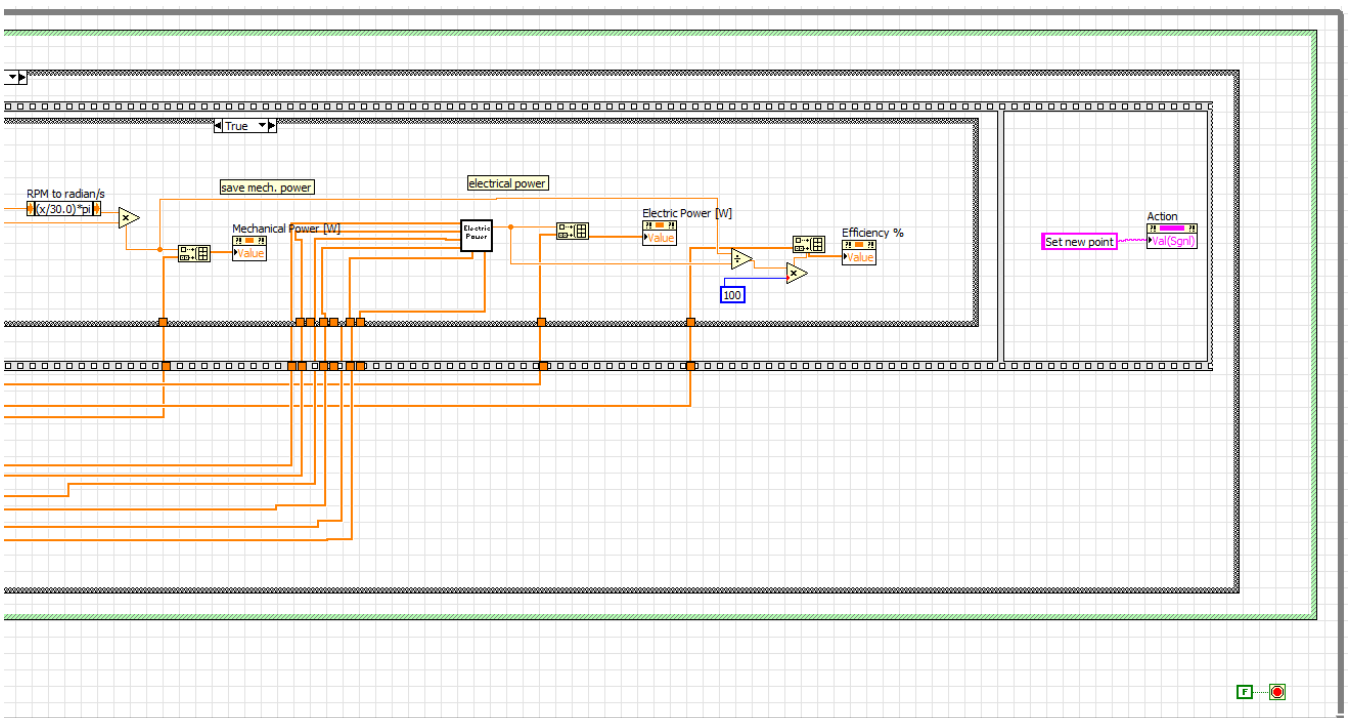 True
RPM to radian/s
(x/30.0)*pi
save mech. power
electrical power
Mechanical Power [W]
Value
Electric
Power
Electric Power [W]
Value
Efficiency %
Value
100
Action
Set new point
Val(Sgnl)
F